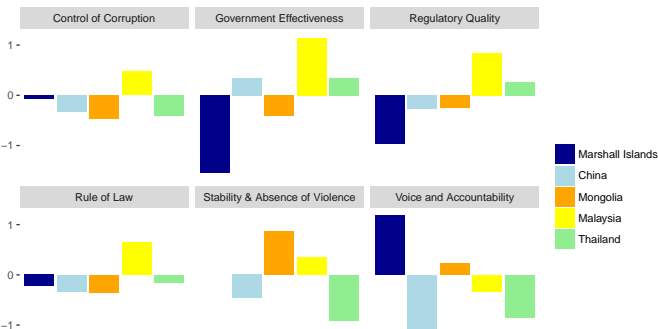 Control of Corruption
Government Effectiveness
Regulatory Quality
1
0
−1
Rule of Law
Stability & Absence of Violence
Voice and Accountability
1
0
−1
Marshall Islands
China
Mongolia
Malaysia
Thailand